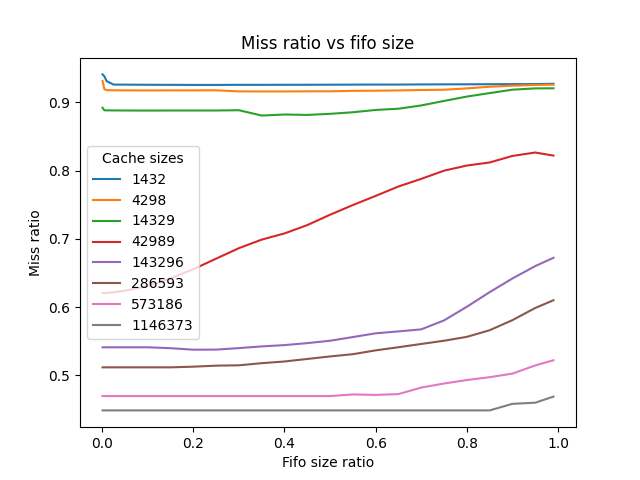 Miss ratio vs fifo size
Miss ratio
0.9
0.8
0.7
0.6
0.5
Cache sizes
1432
4298
14329
42989
143296
286593
573186
1146373
0.0 0.2 0.4 0.6 0.8 1.0
Fifo size ratio